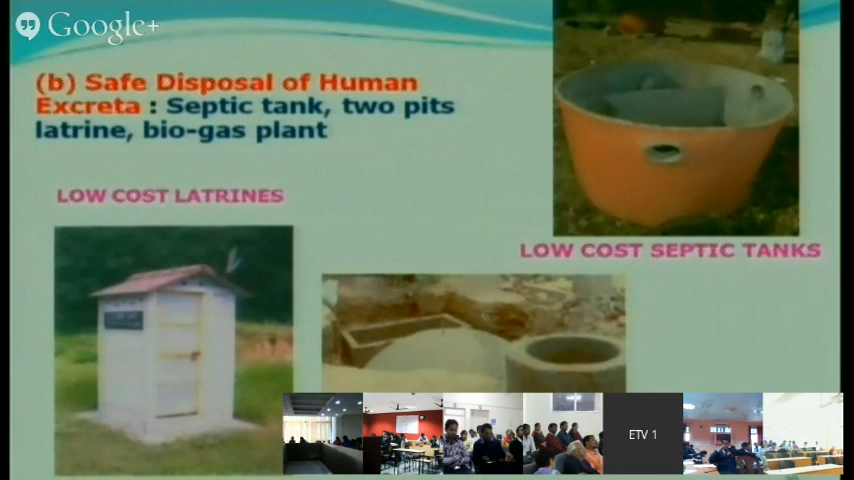 Google+
(b) Safe Disposal of Human
Excreta : Septic tank, two pits
latrine, bio-gas plant
LOW COST LATRINES
LOW COST SEPTIC TANKS
ETV 1